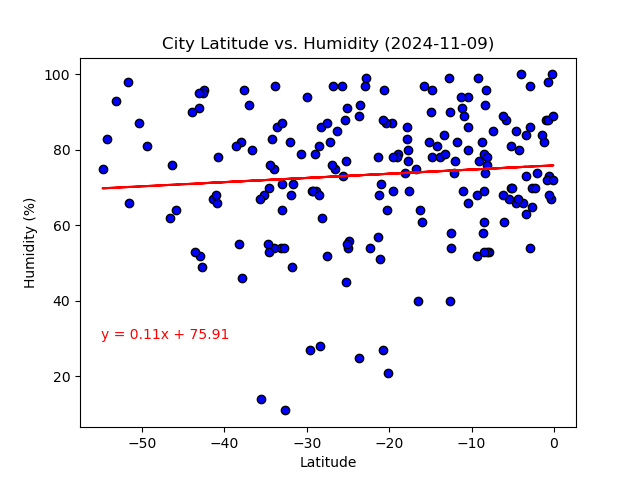 City Latitude vs. Humidity (2024-11-09)
100
80
60
40
20
Humidity (%)
y = 0.11x + 75.91
−50
−40
−30
−20
−10
0
Latitude